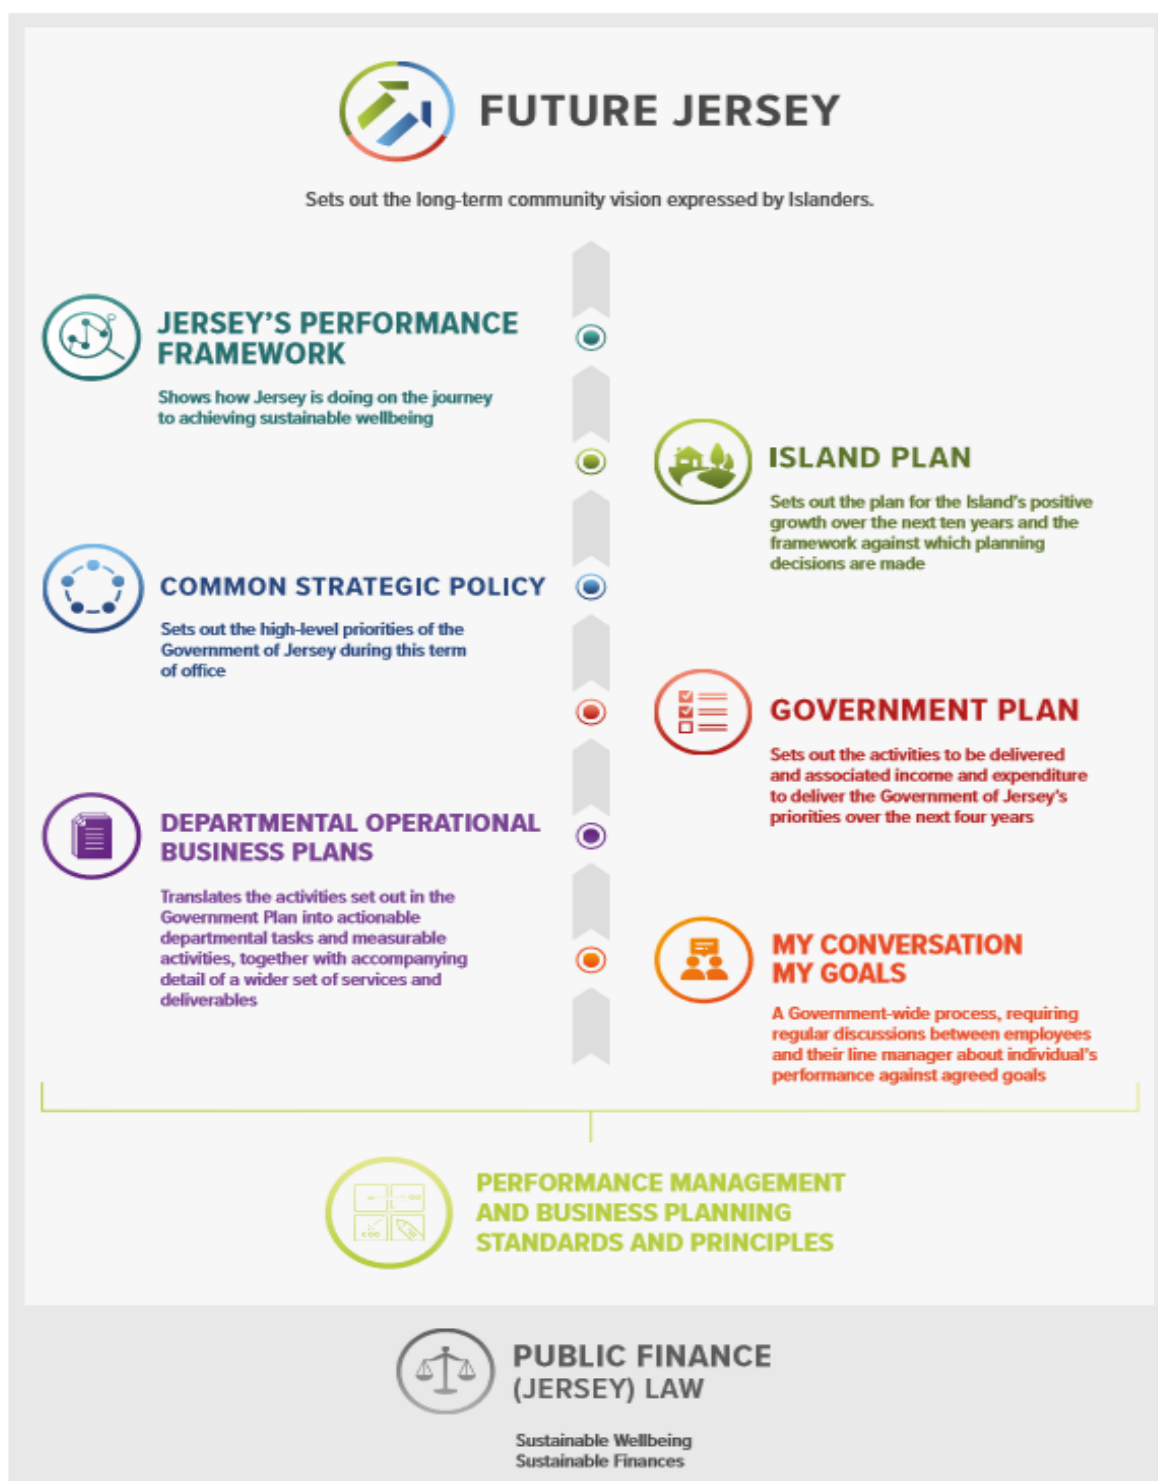 FUTURE JERSEY
Sets out the long-term community vision expressed by Islanders.
JERSEY'S PERFORMANCE
FRAMEWORK
Shows how Jersey is doing on the journey
to achieving sustainable wellbeing
ISLAND PLAN
Sets out the plan for the Island's positive
growth over the next ten years and the
framework against which planning
decisions are made
COMMON STRATEGIC POLICY
Sets out the high-level priorities of the
Government of Jersey during this term
of office
GOVERNMENT PLAN
Sets out the activities to be delivered
and associated income and expenditure
to deliver the Government of Jersey's
priorities over the next four years
DEPARTMENTAL OPERATIONAL
BUSINESS PLANS
Translates the activities set out in the
Government Plan into actionable
departmental tasks and measurable
activities, together with accompanying
detail of a wider set of services and
deliverables
MY CONVERSATION
MY GOALS
A Government-wide process, requiring
regular discussions between employees
and their line manager about individual's
performance against agreed goals
PERFORMANCE MANAGEMENT
AND BUSINESS PLANNING
STANDARDS AND PRINCIPLES
PUBLIC FINANCE
(JERSEY) LAW
Sustainable Wellbeing
Sustainable Finances